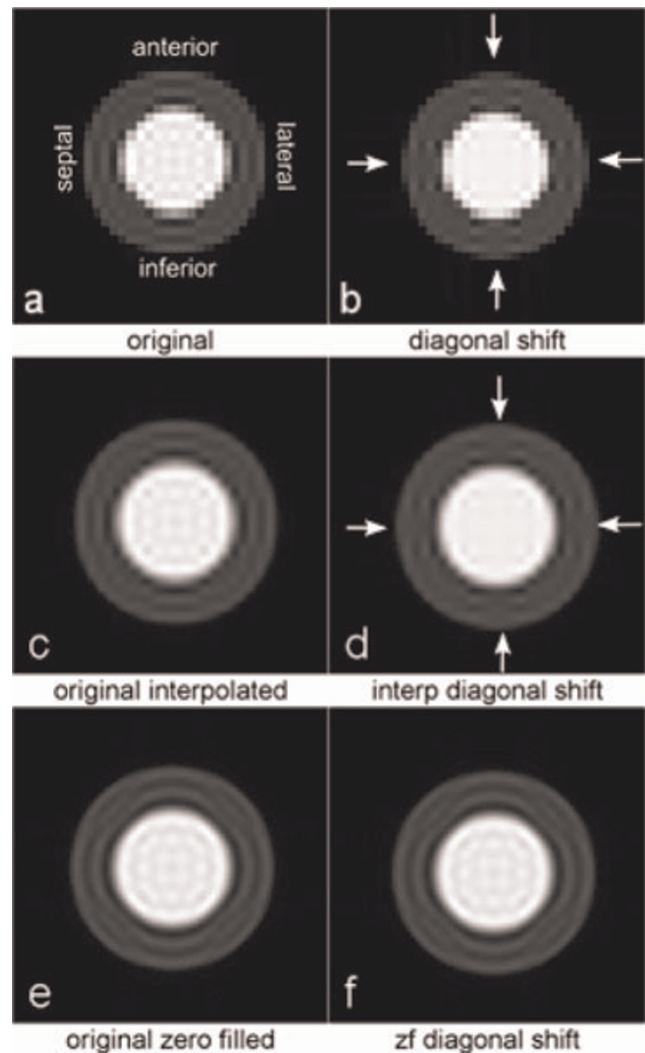 anterior
septal
lateral
inferior
a
b
original
diagonal shift
c
d
original interpolated
interp diagonal shift
e
f
original zero filled
zf diagonal shift